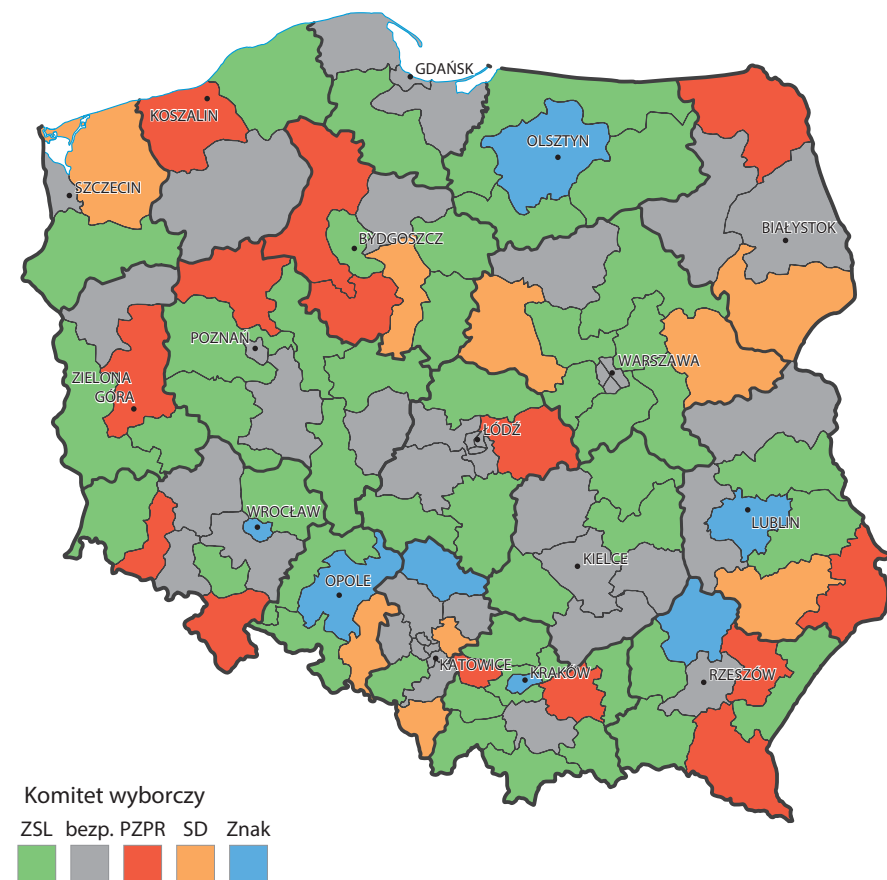 GDAŃSK
KOSZALIN
OLSZTYN
SZCZECIN
BIAŁYSTOK
BYDGOSZCZ
POZNAŃ
WARSZAWA
ZIELONA
GÓRA
ŁÓDŹ
WROCŁAW
LUBLIN
KIELCE
OPOLE
KATOWICE
KRAKÓW
RZESZÓW
Komitet wyborczy
ZSL bezp. PZPR SD Znak